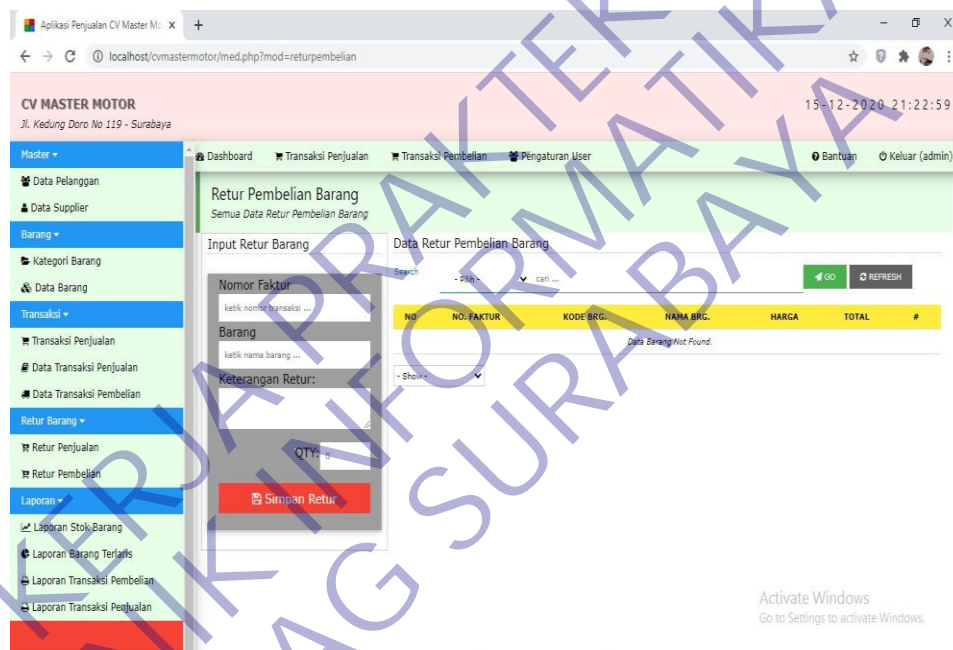 Aplikasi Penjualan CV Master Mo
localhost/cvmastermotor/med.php?mod=returpembelian
CV MASTER MOTOR
Jl. Kedung Doro No 119 - Surabaya
15-12-2020 21:22:59
Master
Data Pelanggan
Data Supplier
Barang
Kategori Barang
Data Barang
Transaksi
Transaksi Penjualan
Data Transaksi Penjualan
Data Transaksi Pembelian
Retur Barang
Retur Penjualan
Retur Pembelian
Laporan
Laporan Stok Barang
Laporan Barang Terlaris
Laporan Transaksi Pembelian
Laporan Transaksi Penjualan
Dashboard Transaksi Penjualan Transaksi Pembelian Pengaturan User Bantuan Keluar (admin)
Retur Pembelian Barang
Semua Data Retur Pembelian Barang
Input Retur Barang
Nomor Faktur
ketik nomor transaksi ...
Barang
ketik nama barang ...
Keterangan Retur:
QTY: 0
Simpan Retur
Data Retur Pembelian Barang
Search - Pilih - cari ... GO REFRESH
NO NO. FAKTUR KODE BRG. NAMA BRG. HARGA TOTAL #
Data Barang Not Found.
- Show -
Activate Windows
Go to Settings to activate Windows.
KERJA PRAKTEK
NIK INFORMATIKA
AG SURABAYA